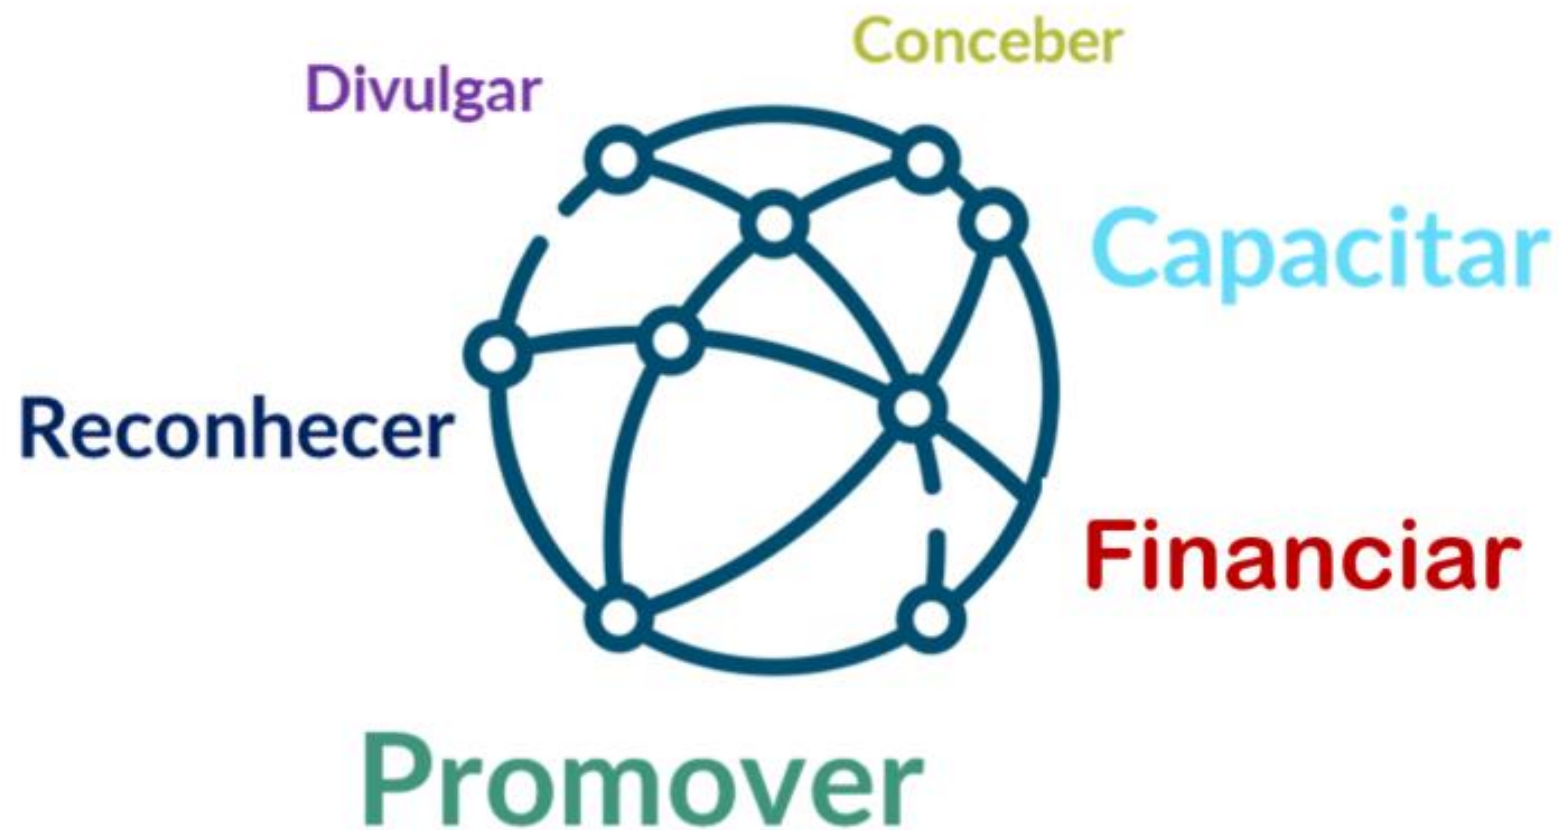 Conceber
Divulgar
Capacitar
Reconhecer
Financiar
Promover